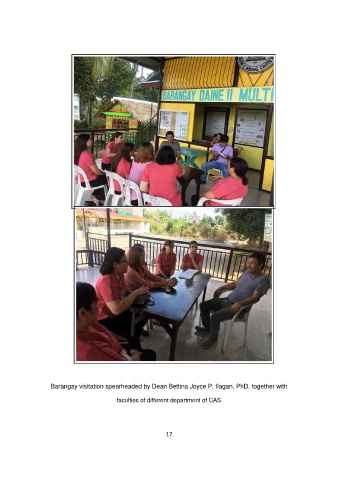 BARANGAY DAINE II MULTI
Barangay visitation spearheaded by Dean Bettina Joyce P. Ilagan, PhD. together with
faculties of different department of CAS
17